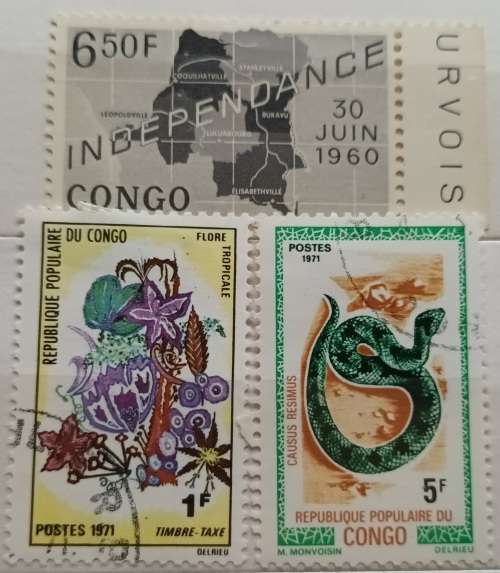 6.50F
INDEPENDANCE
STANLEYVILLE
COQUILHATVILLE
LEOPOLDVILLE
BUKAVU
LULUABOURG
ELISABETHVILLE
30
JUIN
1960
CONGO
URVOIS
REPUBLIQUE POPULAIRE
DU CONGO
FLORE
TROPICALE
1F
POSTES 1971
TIMBRE-TAXE
DELRIEU
POSTES
1971
CAUSUS RESIMUS
5F
REPUBLIQUE POPULAIRE DU
CONGO
M. MONVOISIN
DELRIEU